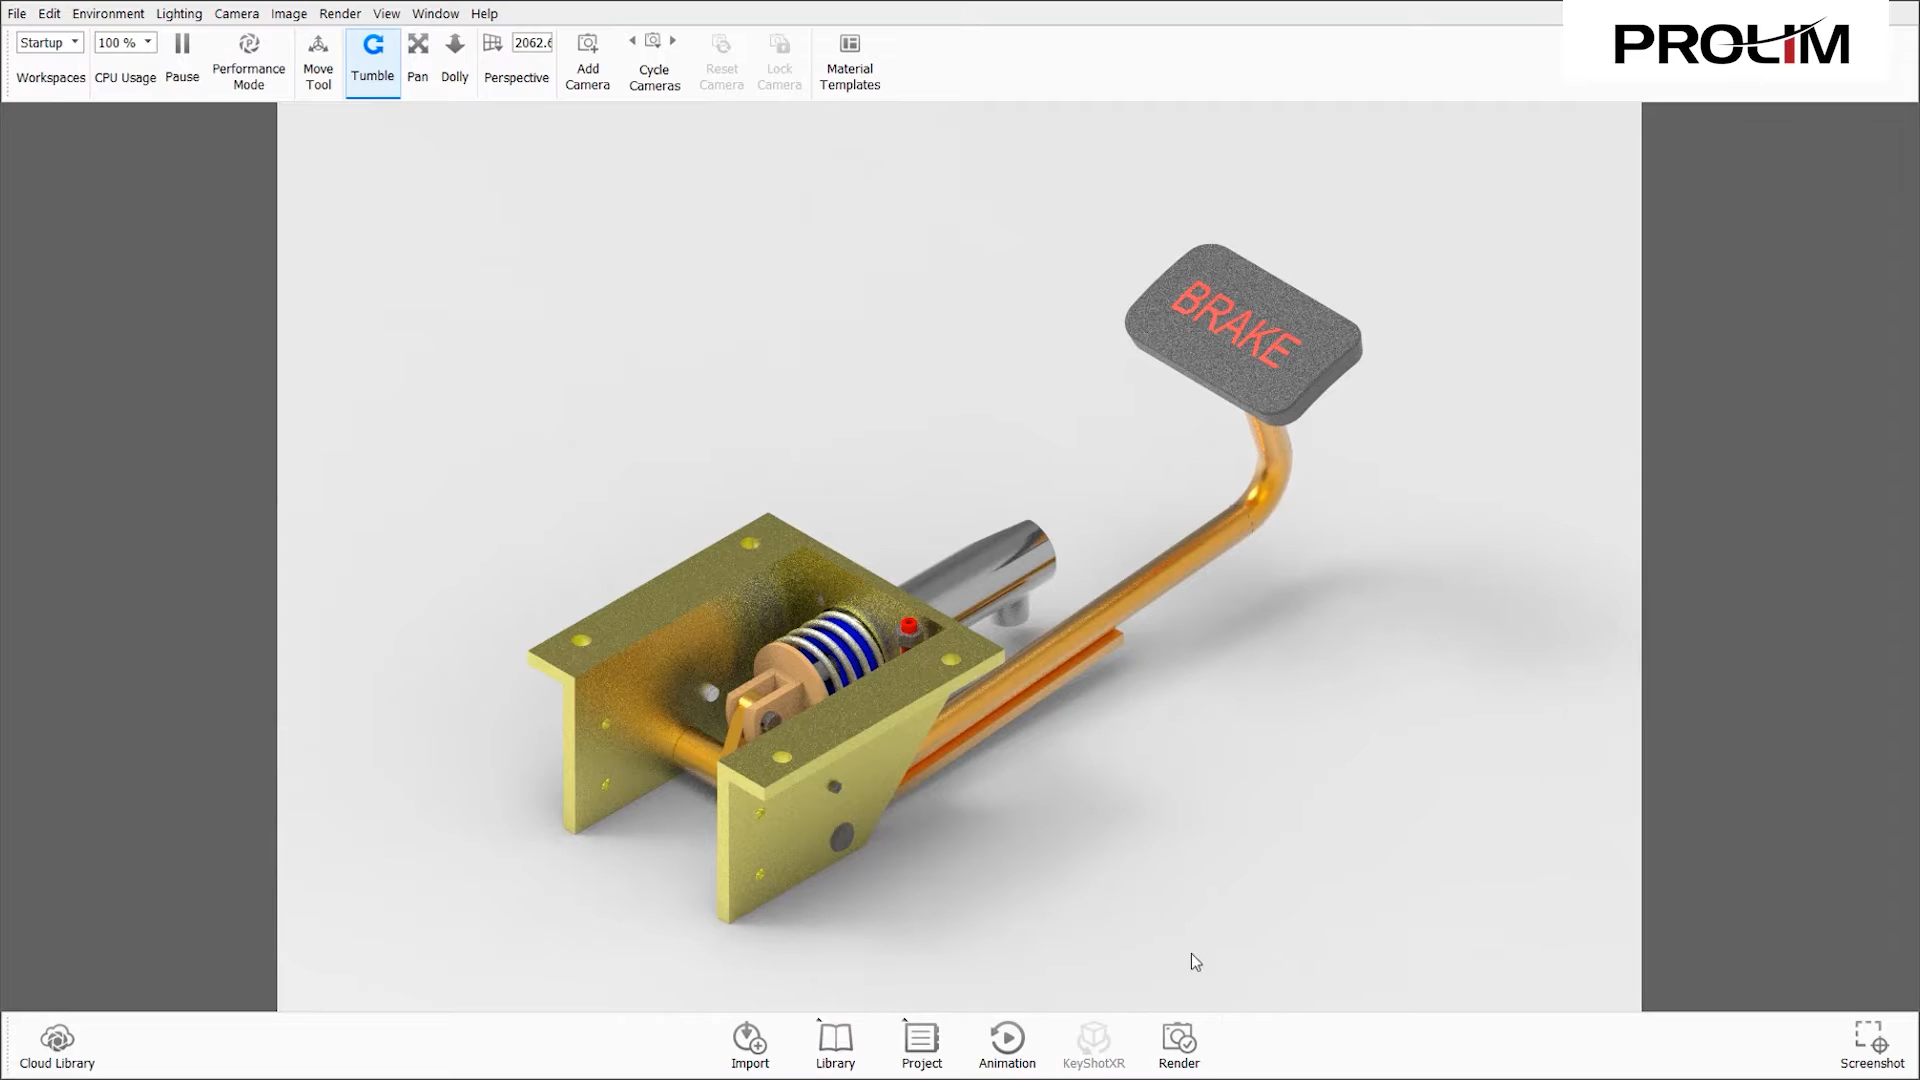 File Edit Environment Lighting Camera Image Render View Window Help
PROLIM
Startup 100 % 2062.6
Workspaces CPU Usage Pause Performance Mode Move Tool Tumble Pan Dolly Perspective Add Camera Cycle Cameras Reset Camera Lock Camera Material Templates
BRAKE
Cloud Library Import Library Project Animation KeyShotXR Render Screenshot